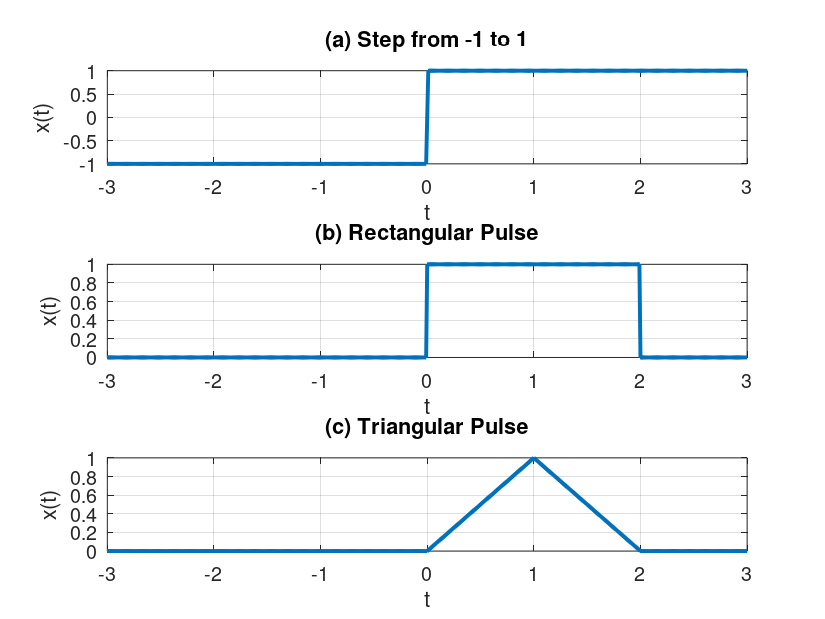 (a) Step from -1 to 1
1
0.5
0
-0.5
-1
x(t)
-3 -2 -1 0 1 2 3
t
(b) Rectangular Pulse
1
0.8
0.6
0.4
0.2
0
x(t)
-3 -2 -1 0 1 2 3
t
(c) Triangular Pulse
1
0.8
0.6
0.4
0.2
0
x(t)
-3 -2 -1 0 1 2 3
t